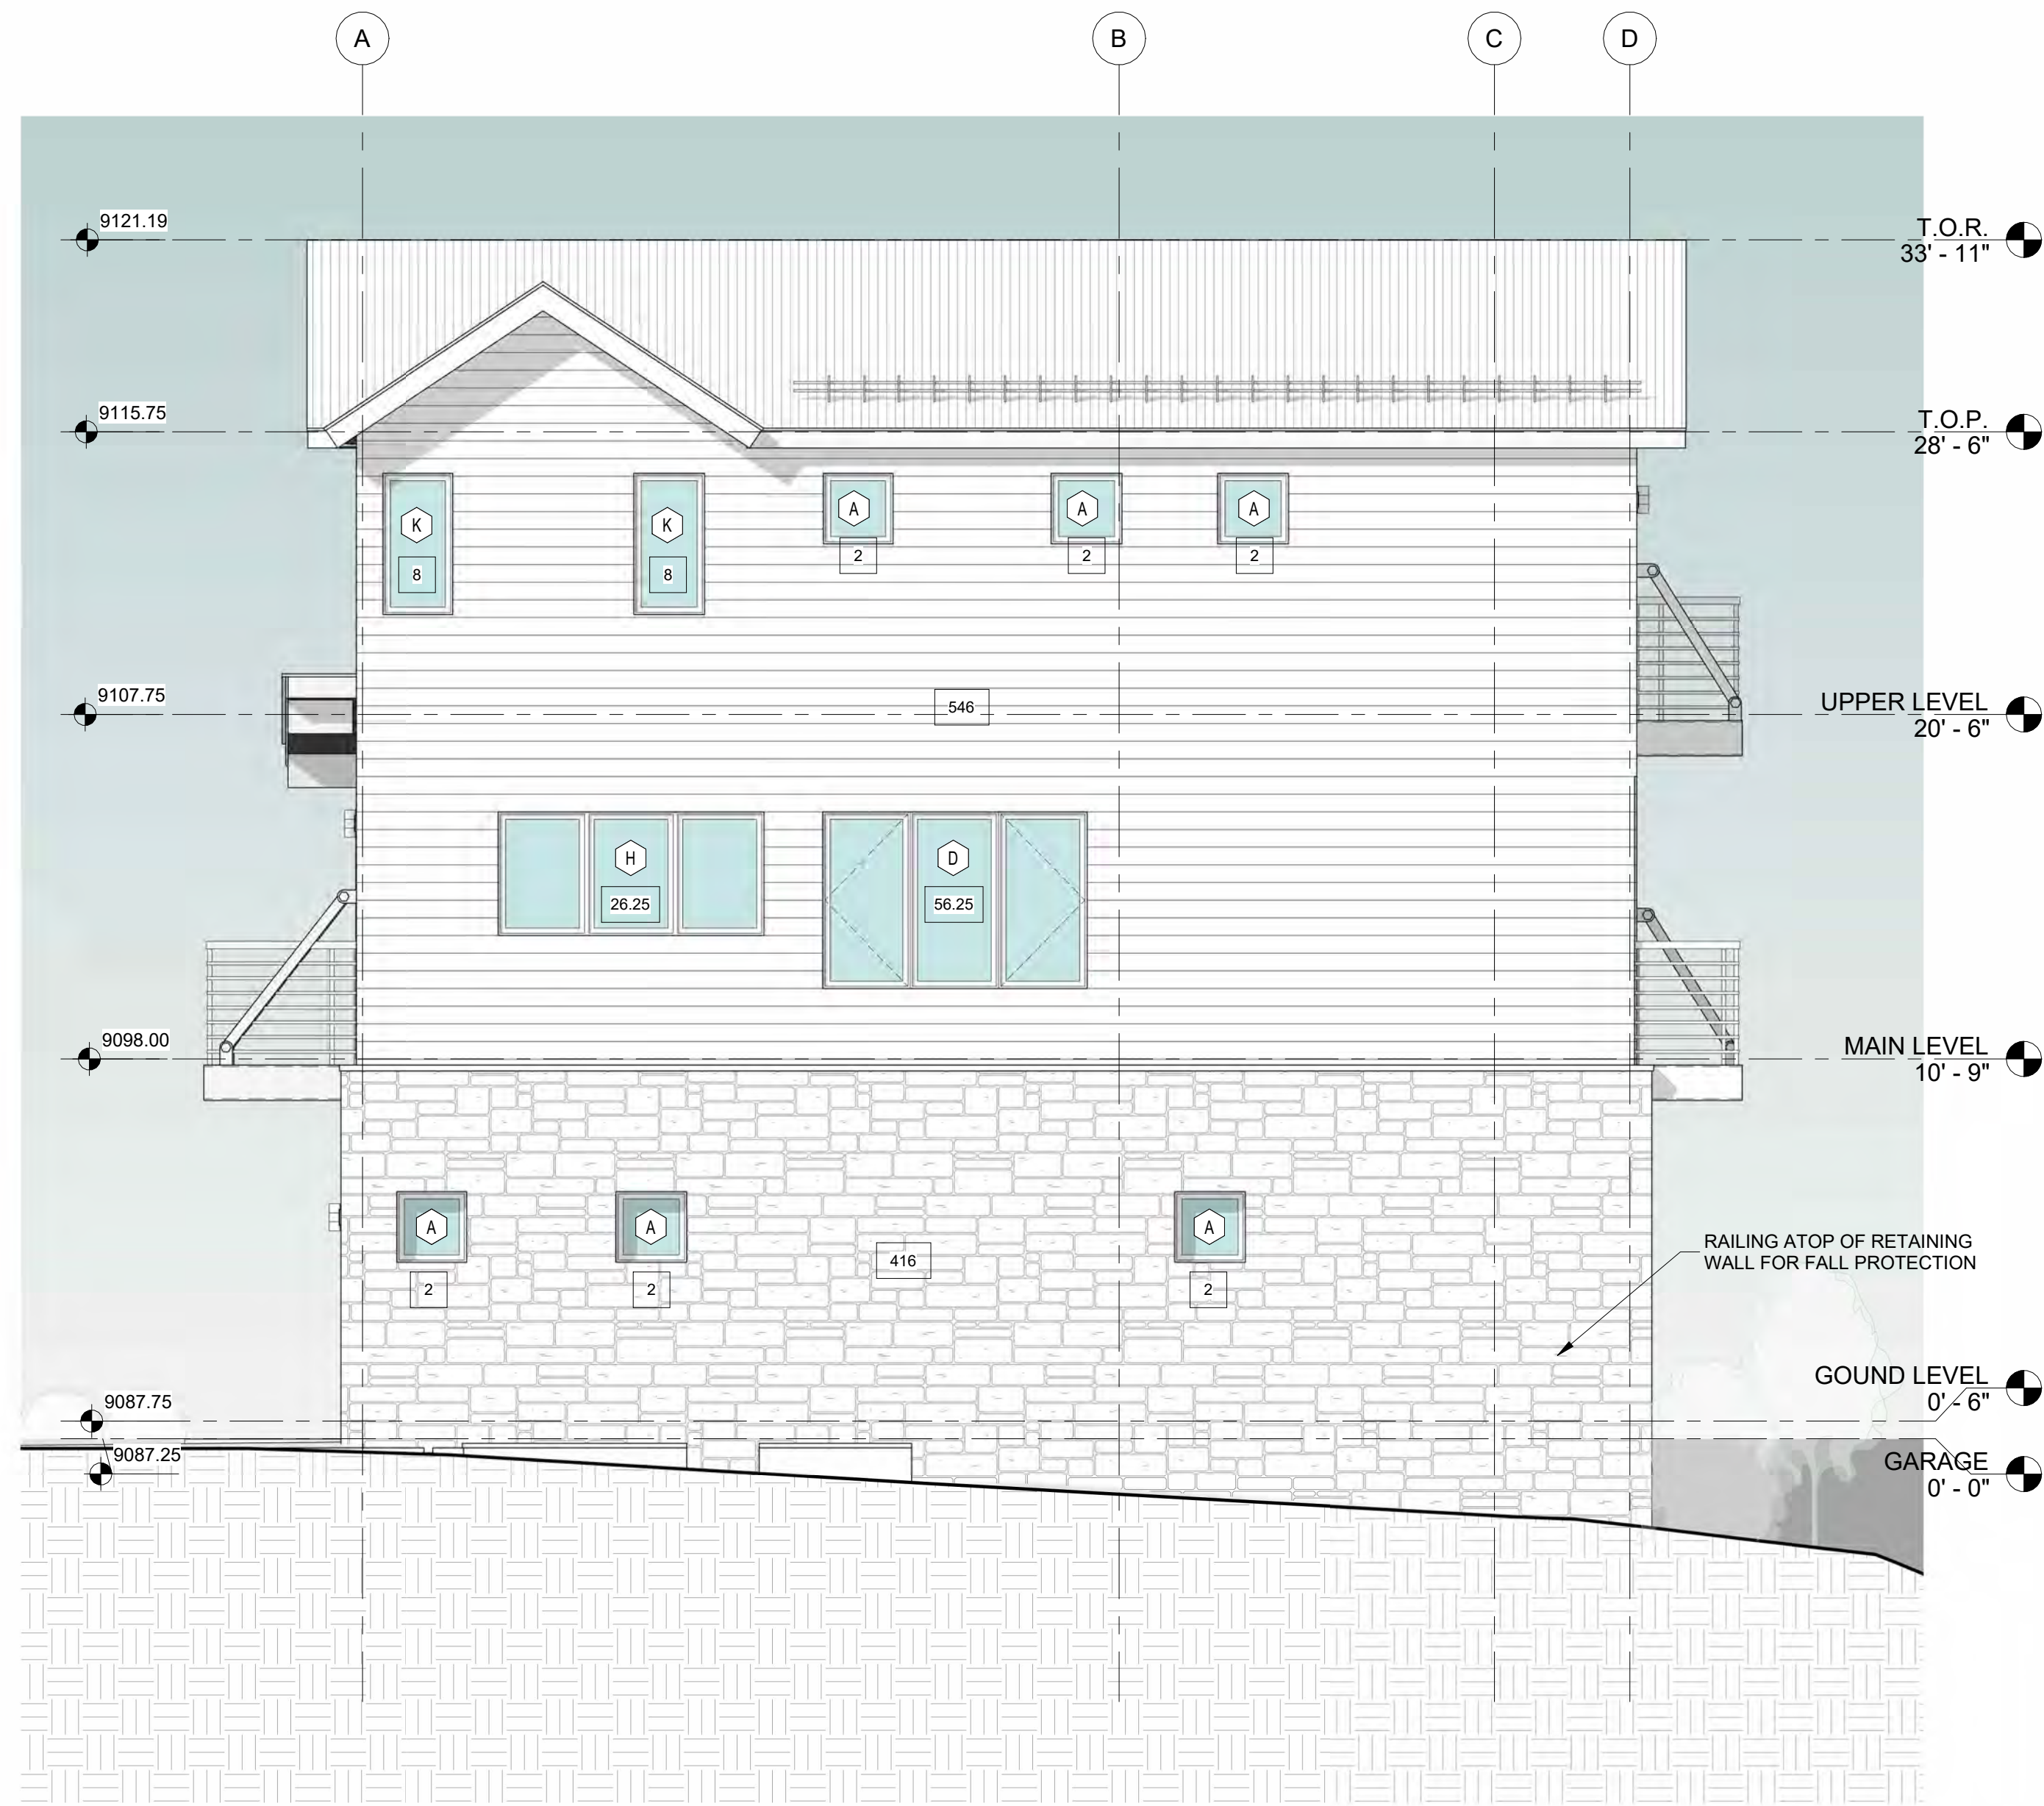 A B C D
9121.19
T.O.R.
33' - 11"
9115.75
T.O.P.
28' - 6"
K K A A A
8 8 2 2 2
9107.75
546
UPPER LEVEL
20' - 6"
H D
26.25 56.25
9098.00
MAIN LEVEL
10' - 9"
A A A
416
2 2 2
RAILING ATOP OF RETAINING
WALL FOR FALL PROTECTION
9087.75
GOUND LEVEL
0' - 6"
9087.25
GARAGE
0' - 0"